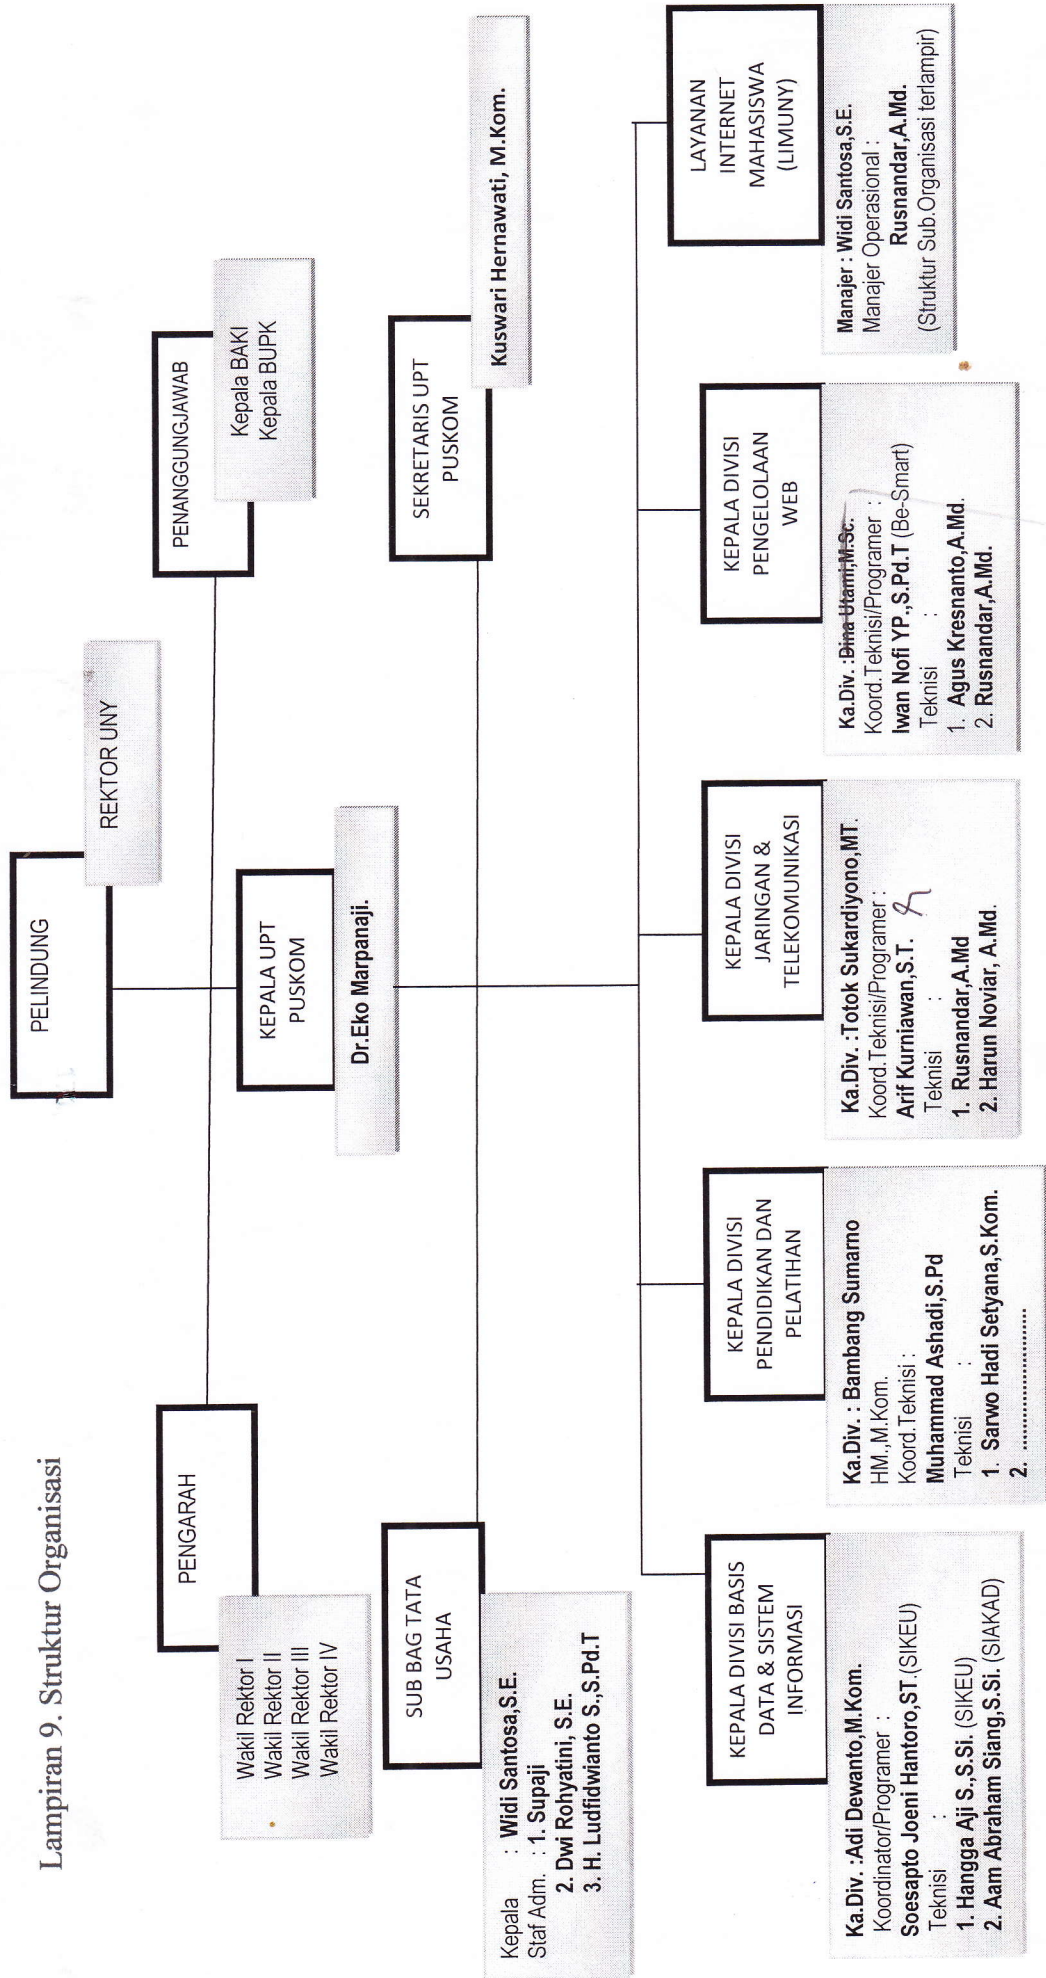 Lampiran 9. Struktur Organisasi
PELINDUNG
REKTOR UNY
PENGARAH
Wakil Rektor I
Wakil Rektor II
Wakil Rektor III
Wakil Rektor IV
PENANGGUNGJAWAB
Kepala BAKI
Kepala BUPK
KEPALA UPT
PUSKOM
Dr.Eko Marpanaji.
SUB BAG TATA
USAHA
Kepala : Widi Santosa,S.E.
Staf Adm. : 1. Supaji
2. Dwi Rohyatini, S.E.
3. H. Ludfidwianto S.,S.Pd.T
SEKRETARIS UPT
PUSKOM
Kuswari Hernawati, M.Kom.
KEPALA DIVISI BASIS
DATA & SISTEM
INFORMASI
Ka.Div. :Adi Dewanto,M.Kom.
Koordinator/Programer :
Soesapto Joeni Hantoro,ST.(SIKEU)
Teknisi :
1. Hangga Aji S.,S.Si. (SIKEU)
2. Aam Abraham Siang,S.Si. (SIAKAD)
KEPALA DIVISI
PENDIDIKAN DAN
PELATIHAN
Ka.Div. : Bambang Sumarno
HM.,M.Kom.
Koord.Teknisi :
Muhammad Ashadi,S.Pd
Teknisi :
1. Sarwo Hadi Setyana,S.Kom.
2. ........................
KEPALA DIVISI
JARINGAN &
TELEKOMUNIKASI
Ka.Div. :Totok Sukardiyono,MT.
Koord.Teknisi/Programer :
Arif Kurniawan,S.T.
Teknisi :
1. Rusnandar,A.Md
2. Harun Noviar, A.Md.
KEPALA DIVISI
PENGELOLAAN
WEB
Ka.Div. :Dina Utami,M.Sc.
Koord.Teknisi/Programer :
Iwan Nofi YP.,S.Pd.T (Be-Smart)
Teknisi :
1. Agus Kresnanto,A.Md.
2. Rusnandar,A.Md.
LAYANAN
INTERNET
MAHASISWA
(LIMUNY)
Manajer : Widi Santosa,S.E.
Manajer Operasional :
Rusnandar,A.Md.
(Struktur Sub.Organisasi terlampir)